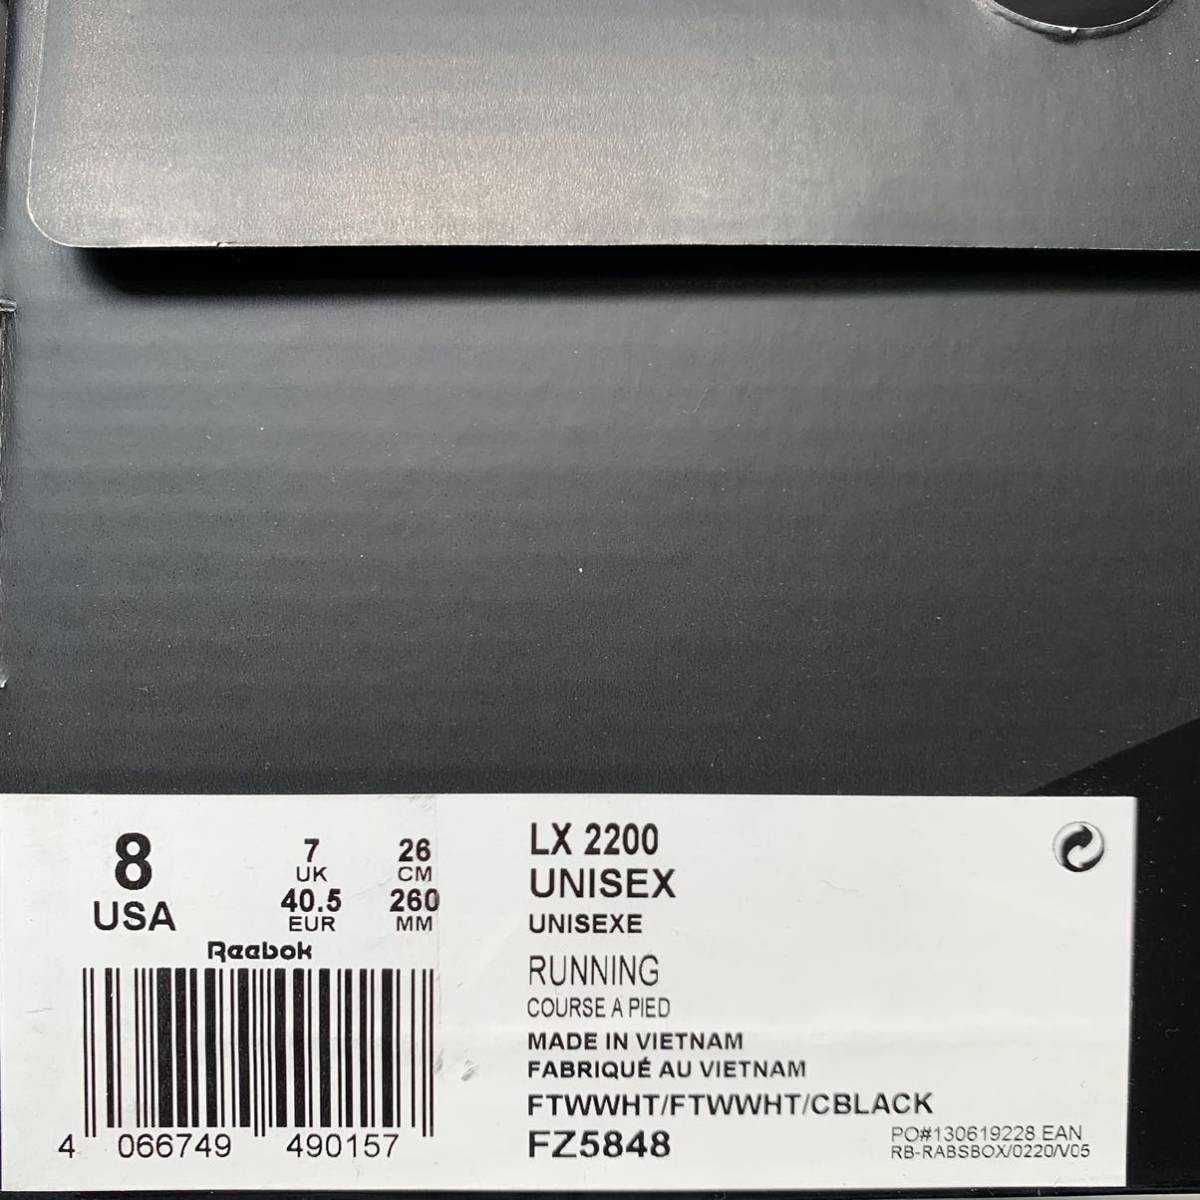 8
USA
7
UK
40.5
EUR
26
CM
260
MM
Reebok
4 066749 490157
LX 2200
UNISEX
UNISEXE
RUNNING
COURSE A PIED
MADE IN VIETNAM
FABRIQUÉ AU VIETNAM
FTWWHT/FTWWHT/CBLACK
FZ5848
PO#130619228 EAN
RB-RABSBOX/0220/V05